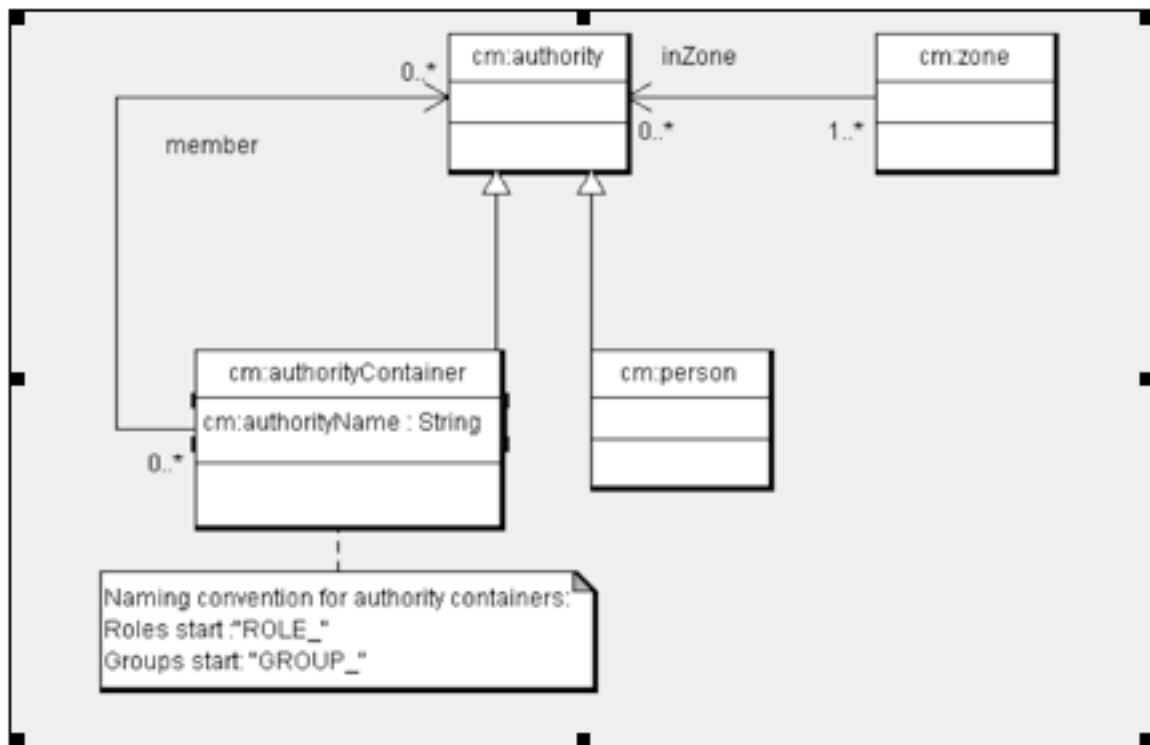 cm:authority
inZone
cm:zone
0..*
0..*
1..*
member
cm:authorityContainer
cm:person
cm:authorityName : String
0..*
Naming convention for authority containers:
Roles start :"ROLE_"
Groups start: "GROUP_"